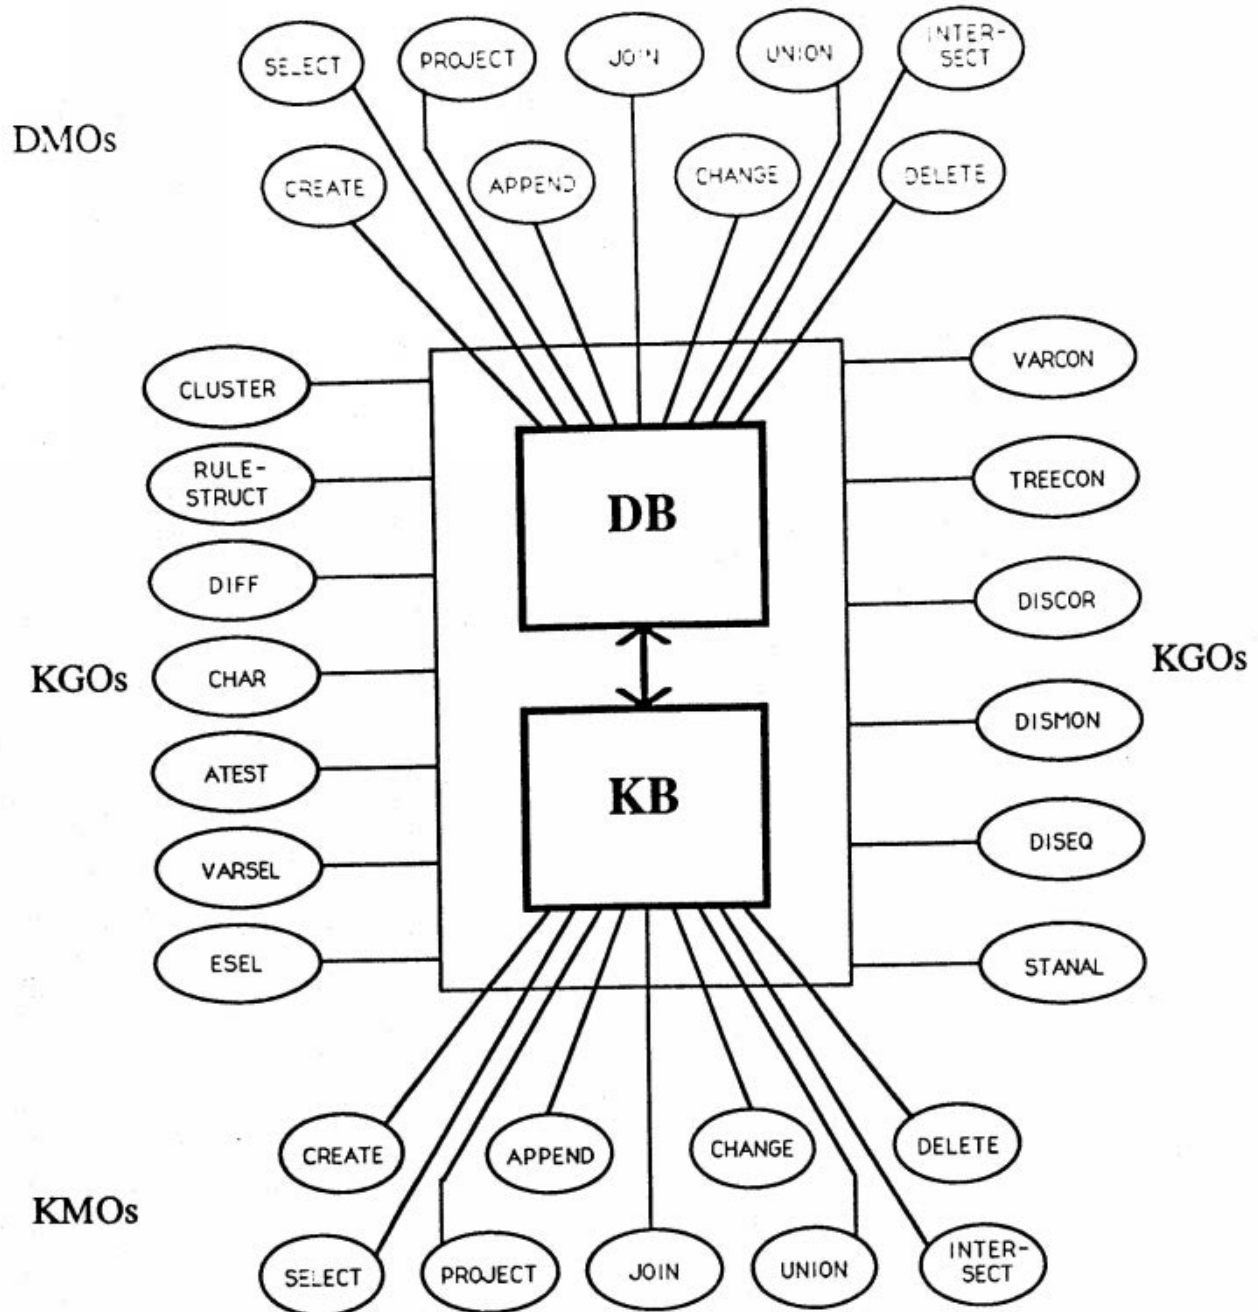 SELECT
PROJECT
JOIN
UNION
INTER-
SECT
DMOs
CREATE
APPEND
CHANGE
DELETE
CLUSTER
RULE-
STRUCT
DIFF
KGOs
CHAR
ATEST
VARSEL
ESEL
DB
KB
VARCON
TREECON
DISCOR
KGOs
DISMON
DISEQ
STANAL
CREATE
APPEND
CHANGE
DELETE
KMOs
SELECT
PROJECT
JOIN
UNION
INTER-
SECT